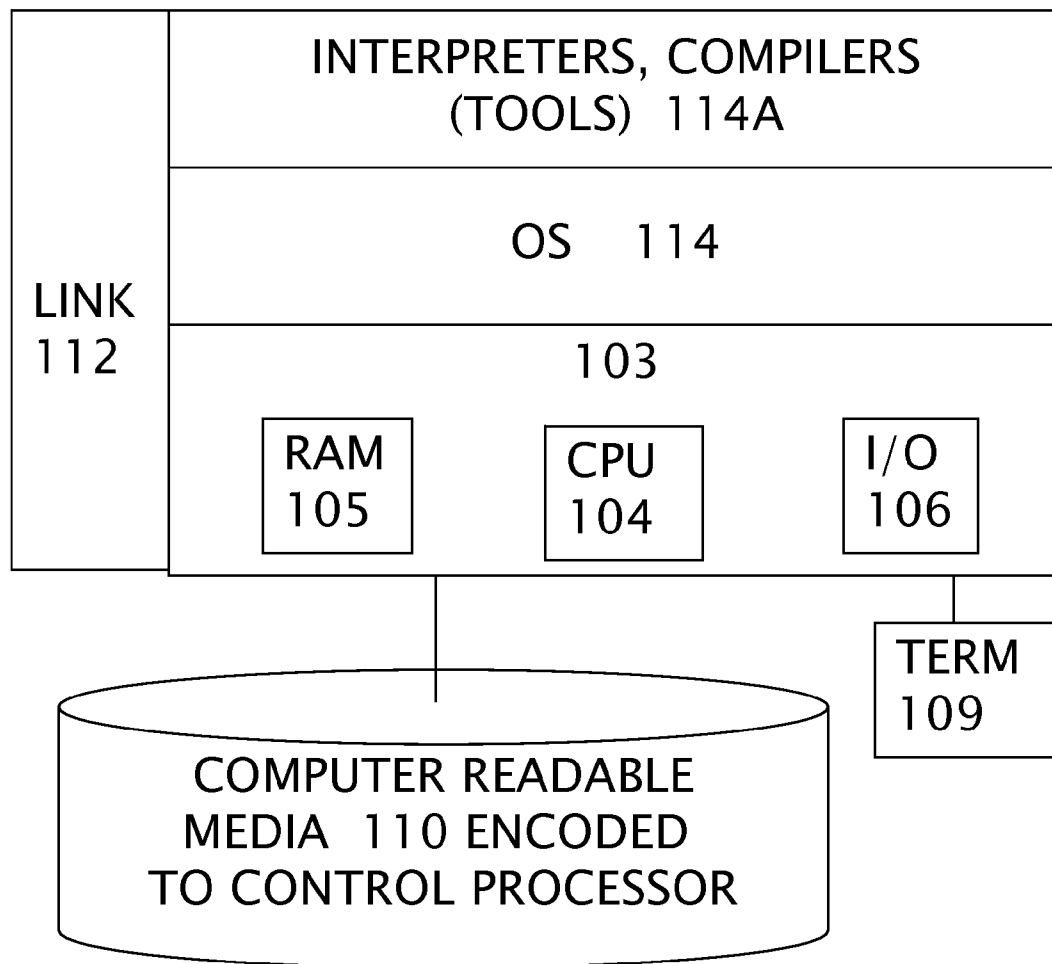 INTERPRETERS, COMPILERS
(TOOLS) 114A
OS 114
LINK
112
103
RAM
105
CPU
104
I/O
106
TERM
109
COMPUTER READABLE
MEDIA 110 ENCODED
TO CONTROL PROCESSOR